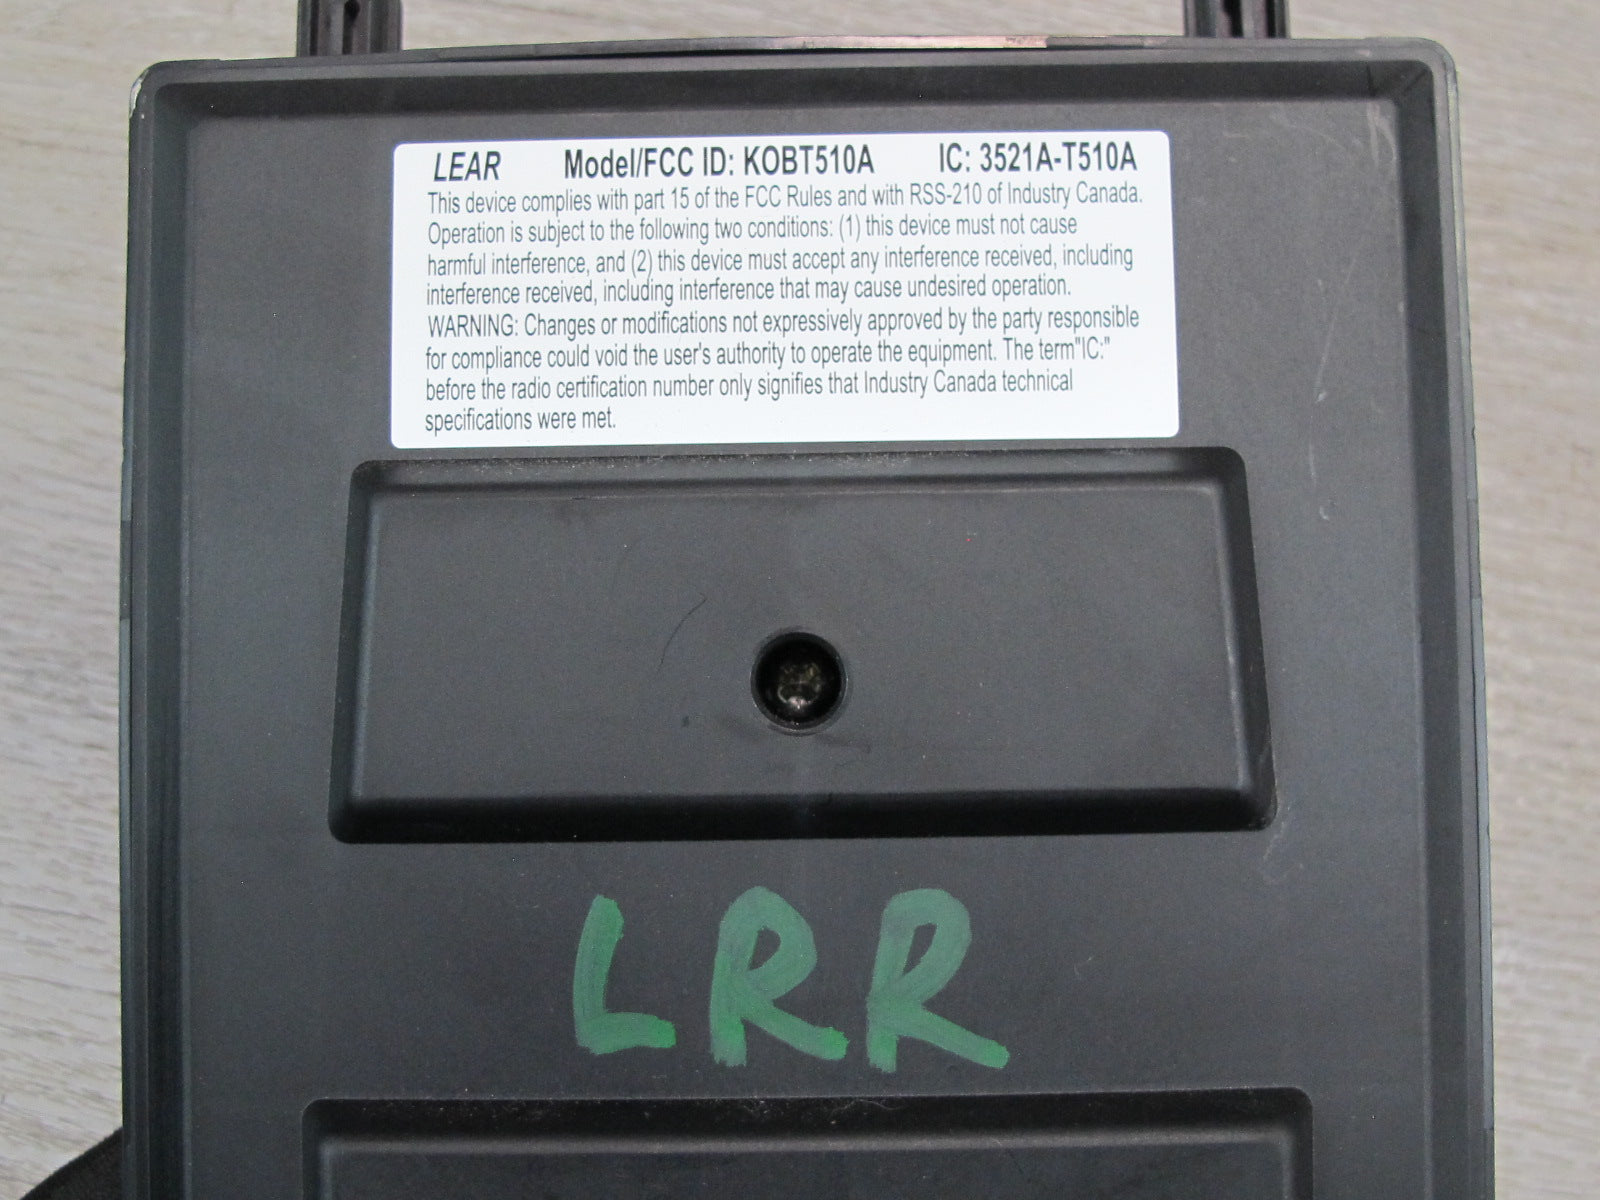 LEAR Model/FCC ID: KOBT510A IC: 3521A-T510A
This device complies with part 15 of the FCC Rules and with RSS-210 of Industry Canada.
Operation is subject to the following two conditions: (1) this device must not cause
harmful interference, and (2) this device must accept any interference received, including
interference received, including interference that may cause undesired operation.
WARNING: Changes or modifications not expressively approved by the party responsible
for compliance could void the user's authority to operate the equipment. The term"IC:"
before the radio certification number only signifies that Industry Canada technical
specifications were met.
LRR